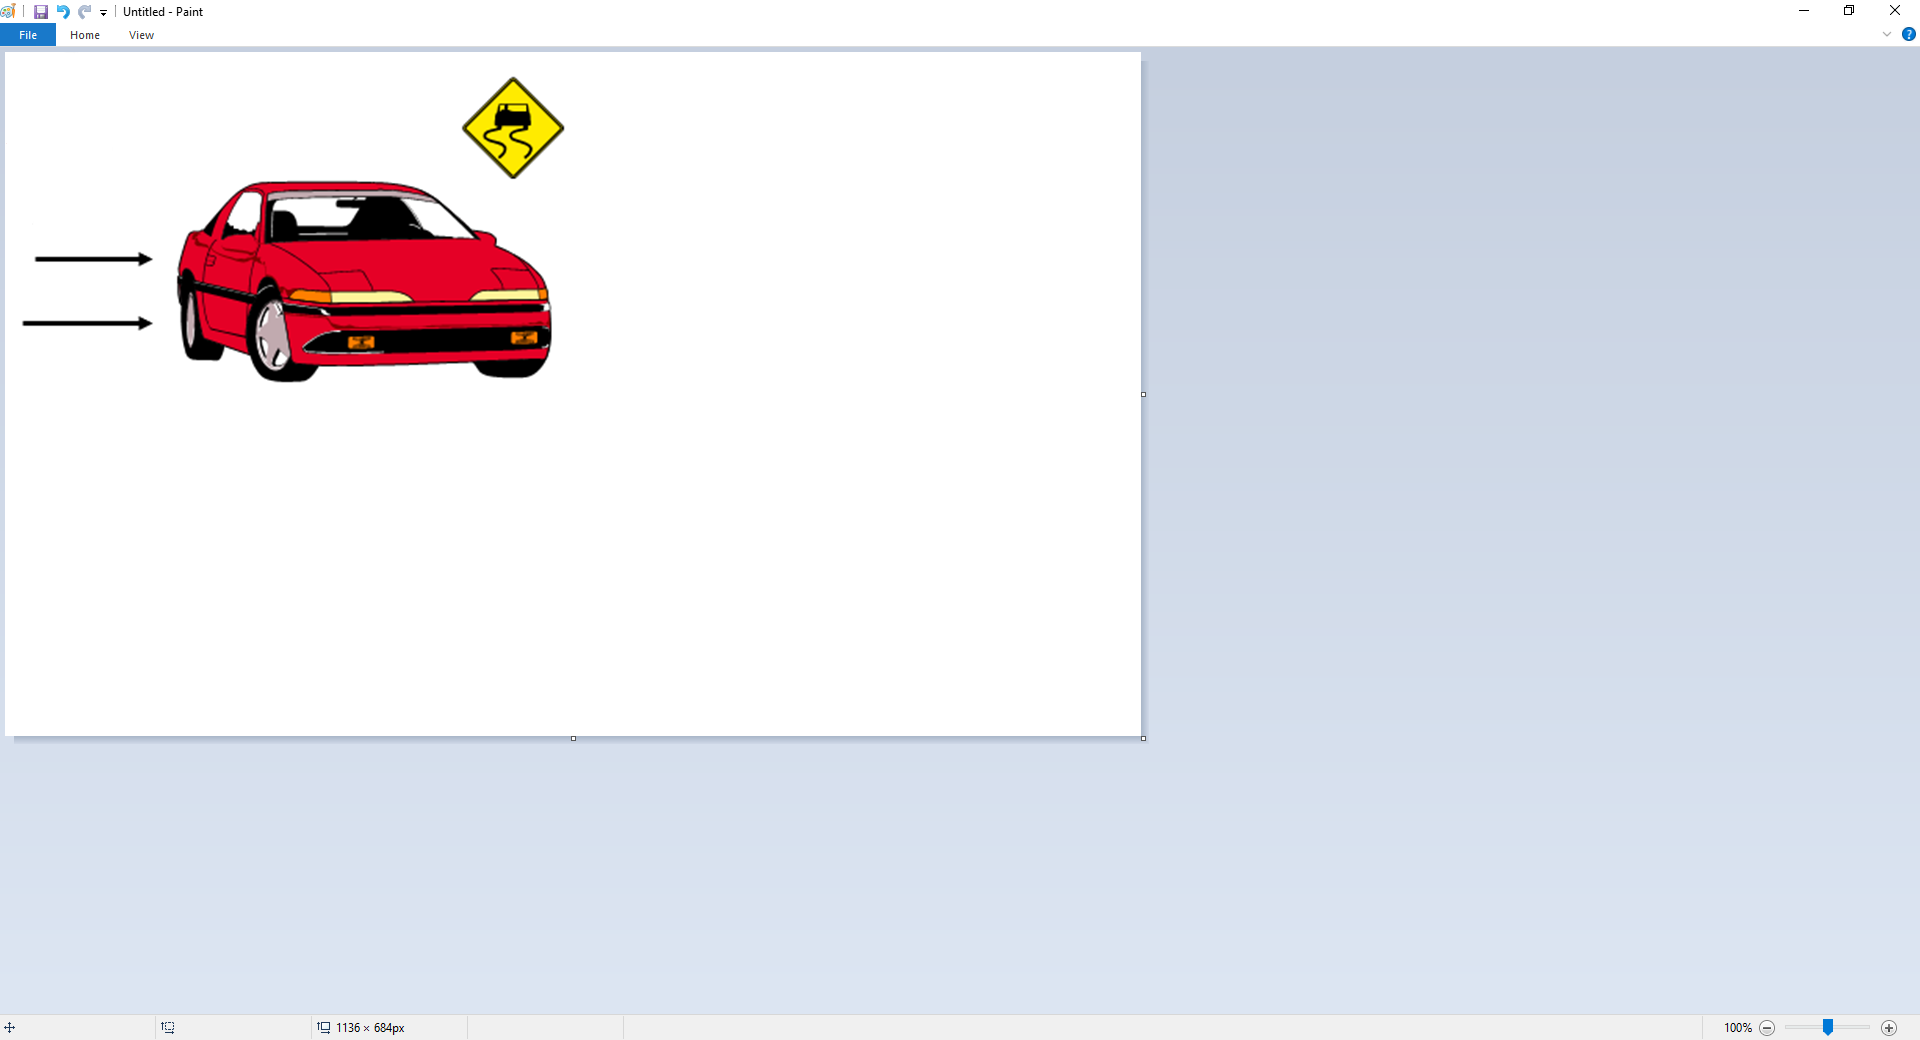 Untitled - Paint
File Home View
1136 × 684px
100%